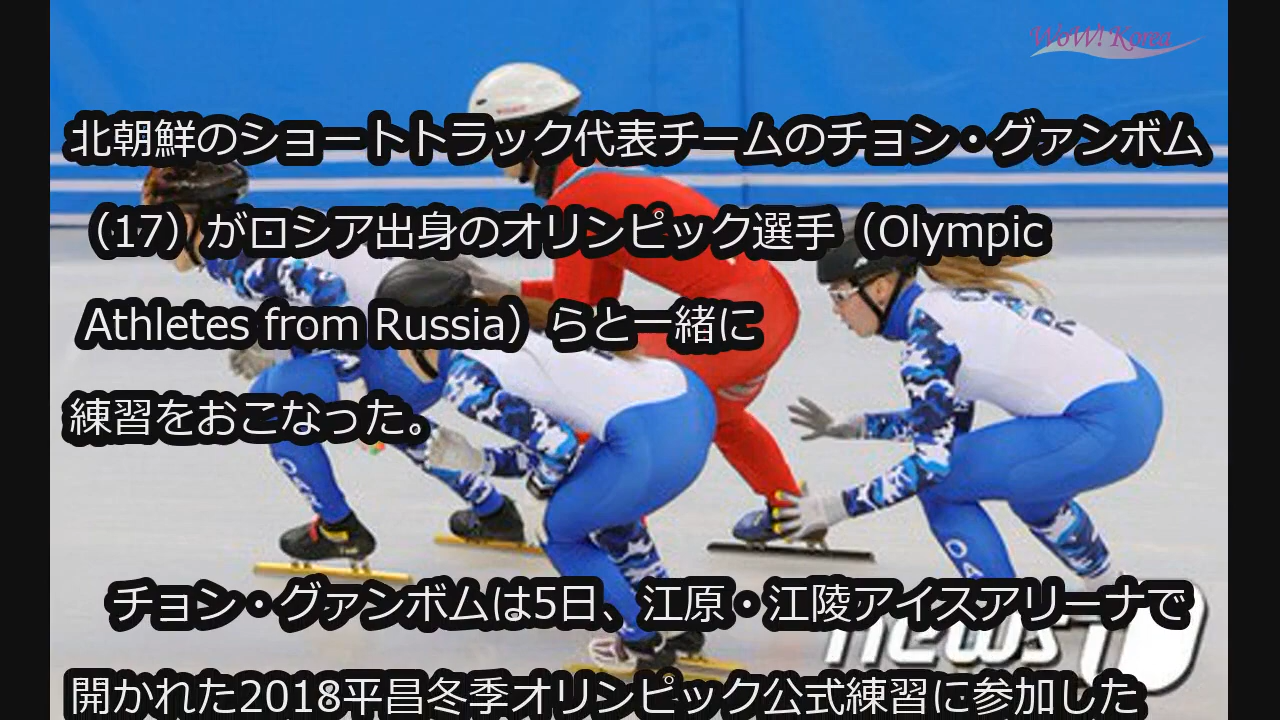 WoW! Korea
北朝鮮のショートトラック代表チームのチョン・グァンボム
（17）がロシア出身のオリンピック選手（Olympic
Athletes from Russia）らと一緒に
練習をおこなった。
チョン・グァンボムは5日、江原・江陵アイスアリーナで
news1
開かれた2018平昌冬季オリンピック公式練習に参加した